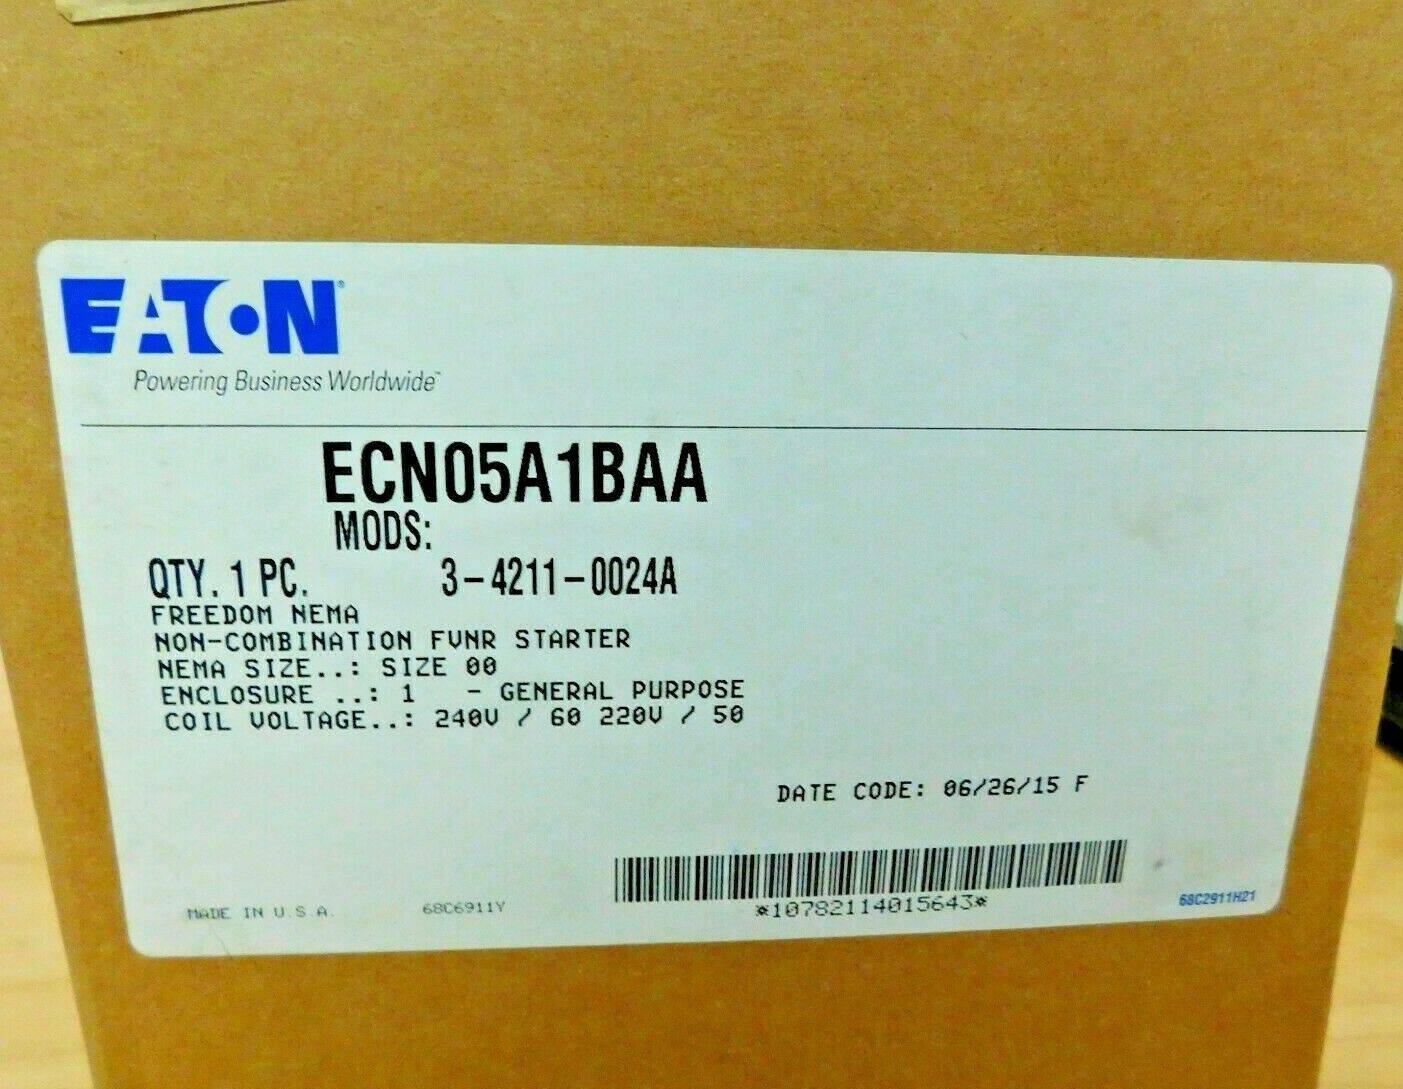 EATON®
Powering Business Worldwide™
ECN05A1BAA
MODS:
QTY. 1 PC. 3-4211-0024A
FREEDOM NEMA
NON-COMBINATION FVNR STARTER
NEMA SIZE..: SIZE 00
ENCLOSURE ..: 1 - GENERAL PURPOSE
COIL VOLTAGE..: 240V / 60 220V / 50
DATE CODE: 06/26/15 F
*10782114015643*
MADE IN U.S.A. 68C6911Y
68C2911H21